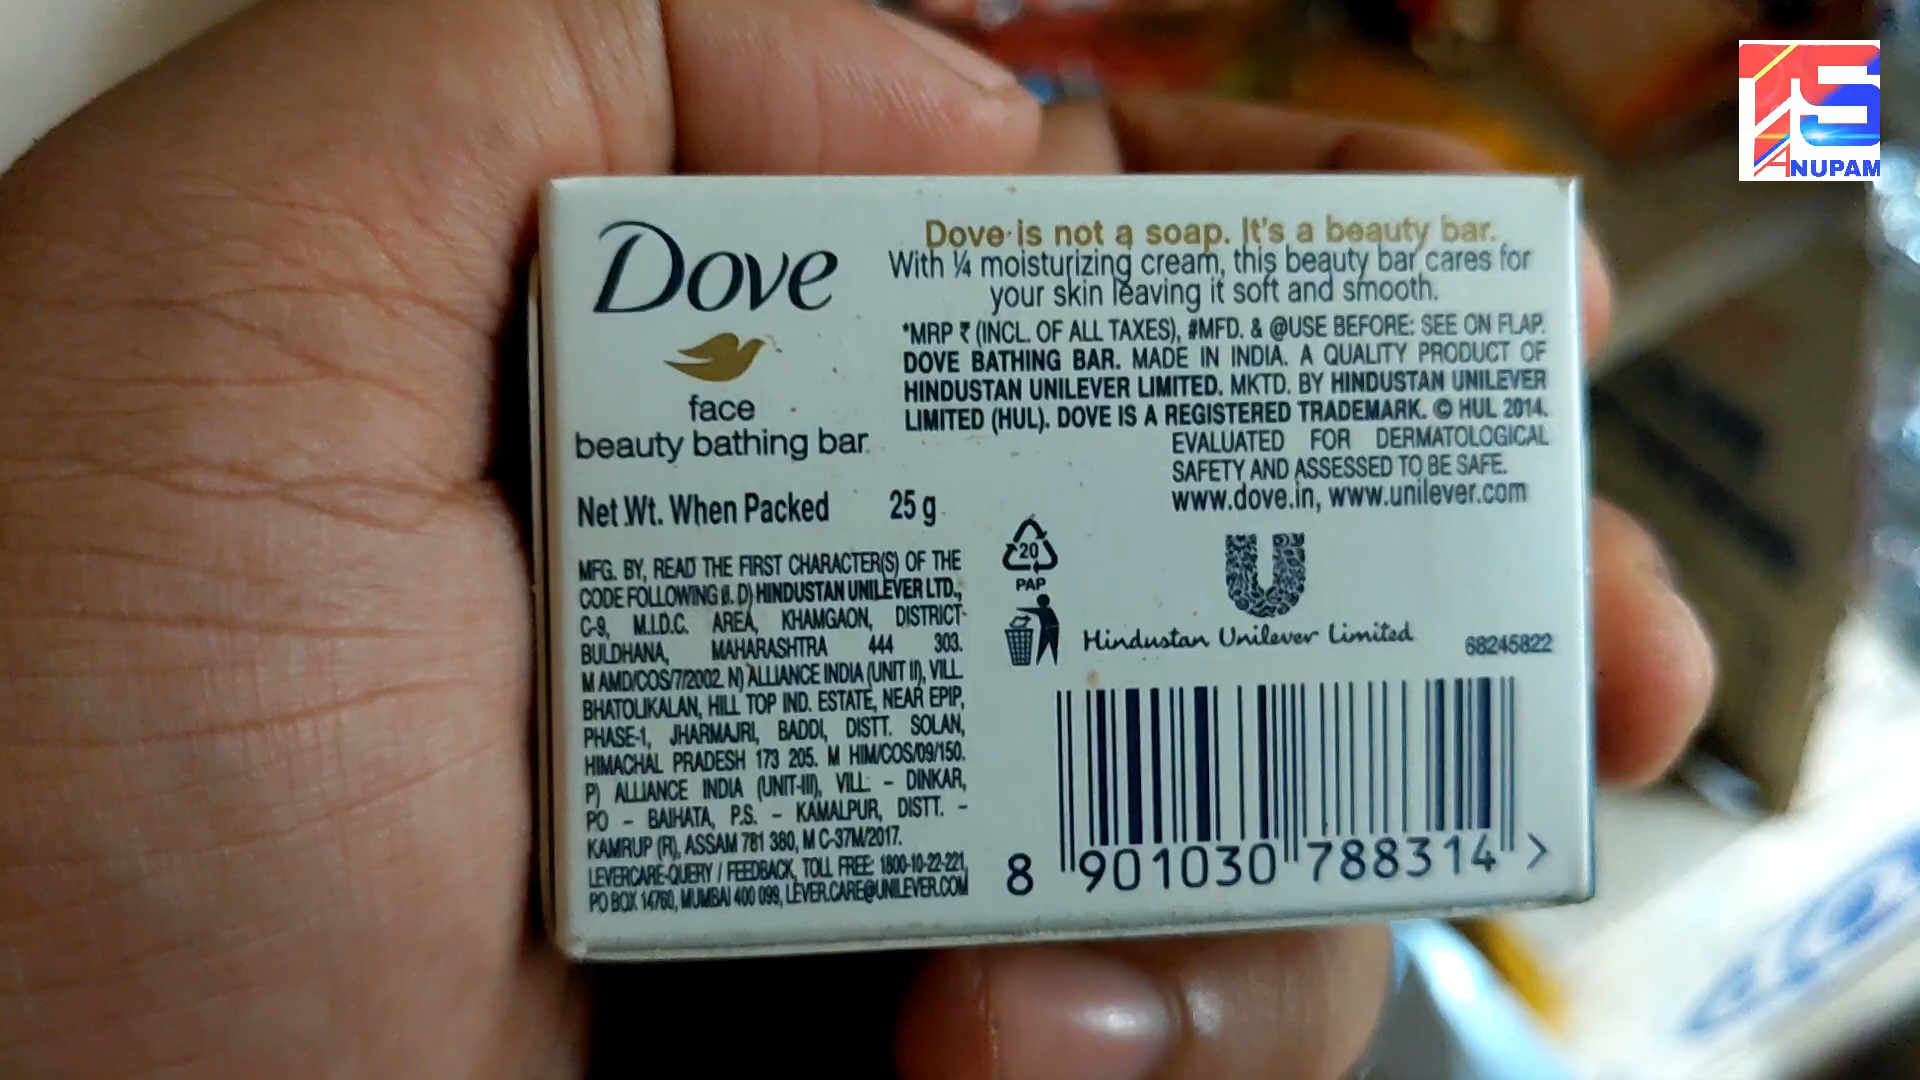 ANUPAM
Dove
face
beauty bathing bar.
Net Wt. When Packed 25 g
MFG. BY, READ THE FIRST CHARACTER(S) OF THE
CODE FOLLOWING D) HINDUSTAN UNILEVER LTD.,
C-9, M.I.D.C. AREA, KHAMGAON, DISTRICT-
BULDHANA, MAHARASHTRA 444 303.
M AMD/COS/7/2002. N) ALLIANCE INDIA (UNIT II), VILL.
BHATOLIKALAN, HILL TOP IND. ESTATE, NEAR EPIP,
PHASE-1, JHARMAJRI, BADDI, DISTT. SOLAN,
HIMACHAL PRADESH 173 205. M HIM/COS/09/150.
P) ALLIANCE INDIA (UNIT-III), VILL: - DINKAR,
PO - BAIHATA, P.S. - KAMALPUR, DISTT. -
KAMRUP (R), ASSAM 781 380, M C-37M/2017.
LEVERCARE-QUERY / FEEDBACK, TOLL FREE: 1800-10-22-221,
PO BOX 14760, MUMBAI 400 099, LEVER.CARE@UNILEVER.COM
Dove is not a soap. It's a beauty bar.
With ¼ moisturizing cream, this beauty bar cares for
your skin leaving it soft and smooth.
*MRP ₹ (INCL. OF ALL TAXES), #MFD. & @USE BEFORE: SEE ON FLAP.
DOVE BATHING BAR. MADE IN INDIA. A QUALITY PRODUCT OF
HINDUSTAN UNILEVER LIMITED. MKTD. BY HINDUSTAN UNILEVER
LIMITED (HUL). DOVE IS A REGISTERED TRADEMARK. © HUL 2014.
EVALUATED FOR DERMATOLOGICAL
SAFETY AND ASSESSED TO BE SAFE.
www.dove.in, www.unilever.com
20
PAP
Hindustan Unilever Limited
68245822
8 901030 788314 >